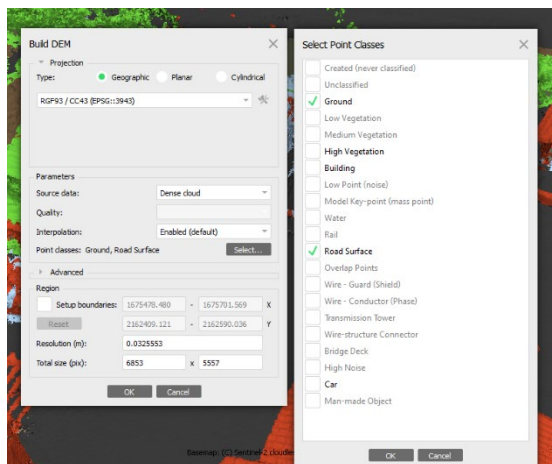 Build DEM
Projection
Type: Geographic Planar Cylindrical
RGF93 / CC43 (EPSG::3943)
Parameters
Source data: Dense cloud
Quality:
Interpolation: Enabled (default)
Point classes: Ground, Road Surface Select...
Advanced
Region
Setup boundaries: 1675478.480 - 1675701.569 X
Reset 2162409.121 - 2162590.036 Y
Resolution (m): 0.0325553
Total size (pix): 6853 x 5557
OK Cancel
Select Point Classes
Created (never classified)
Unclassified
Ground
Low Vegetation
Medium Vegetation
High Vegetation
Building
Low Point (noise)
Model Key-point (mass point)
Water
Rail
Road Surface
Overlap Points
Wire - Guard (Shield)
Wire - Conductor (Phase)
Transmission Tower
Wire-structure Connector
Bridge Deck
High Noise
Car
Man-made Object
OK Cancel
Basemap: (C) Sentinel-2 cloudle